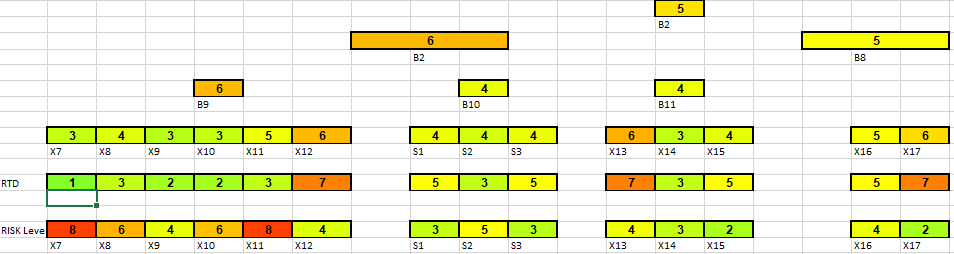 5
B2
6 5
B2 B8
6 4 4
B9 B10 B11
3 4 3 3 5 6 4 4 4 6 3 4 5 6
X7 X8 X9 X10 X11 X12 S1 S2 S3 X13 X14 X15 X16 X17
RTD 1 3 2 2 3 7 5 3 5 7 3 5 5 7
RISK Leve 8 6 4 6 8 4 3 5 3 4 3 2 4 2
X7 X8 X9 X10 X11 X12 S1 S2 S3 X13 X14 X15 X16 X17